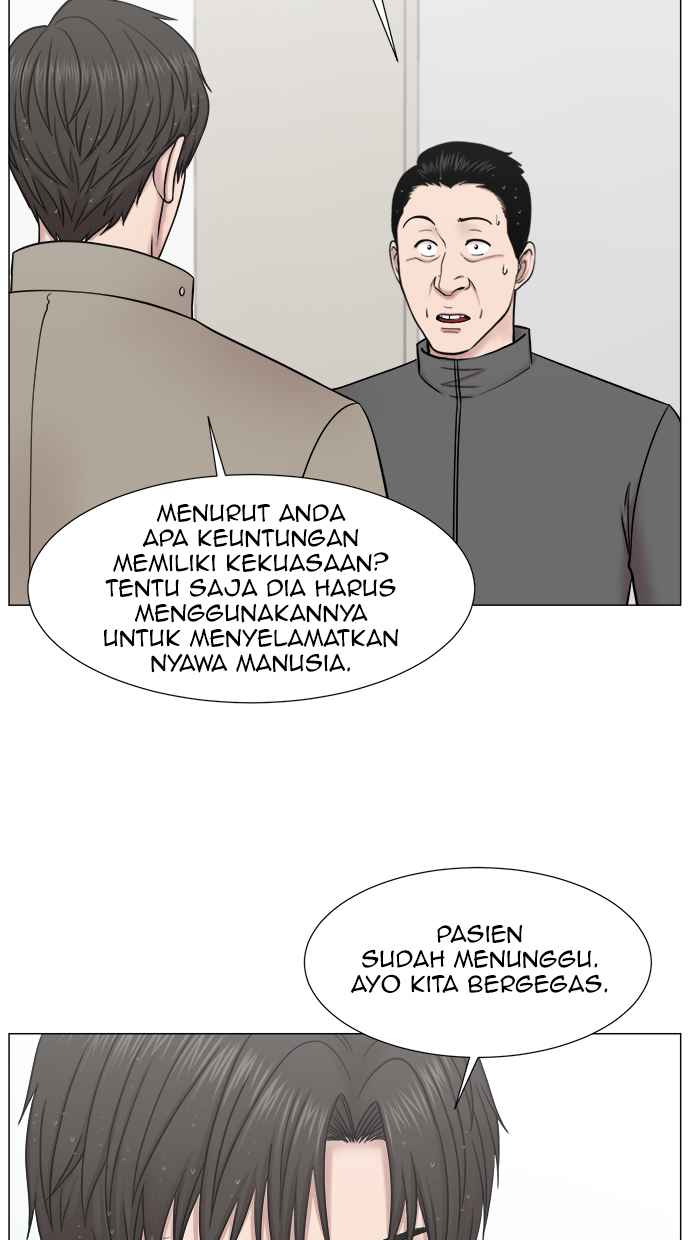 MENURUT ANDA
APA KEUNTUNGAN
MEMILIKI KEKUASAAN?
TENTU SAJA DIA HARUS
MENGGUNAKANNYA
UNTUK MENYELAMATKAN
NYAWA MANUSIA.
PASIEN
SUDAH MENUNGGU.
AYO KITA BERGEGAS.